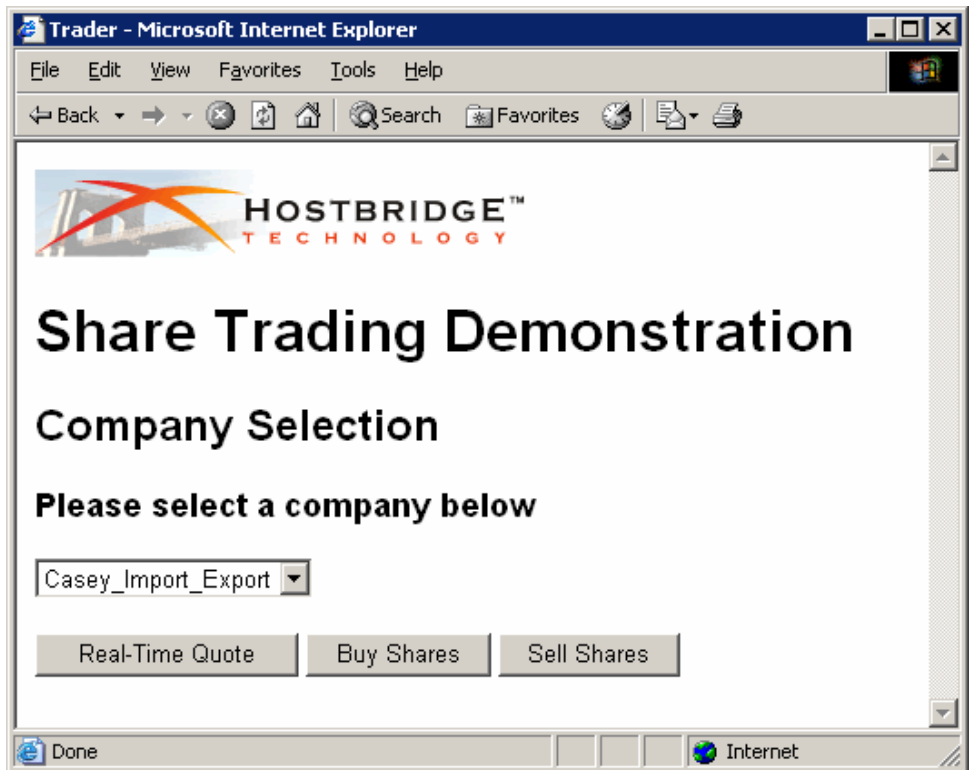 Trader - Microsoft Internet Explorer
File Edit View Favorites Tools Help
Back Search Favorites
HOSTBRIDGE™
TECHNOLOGY
Share Trading Demonstration
Company Selection
Please select a company below
Casey_Import_Export
Real-Time Quote Buy Shares Sell Shares
Done Internet